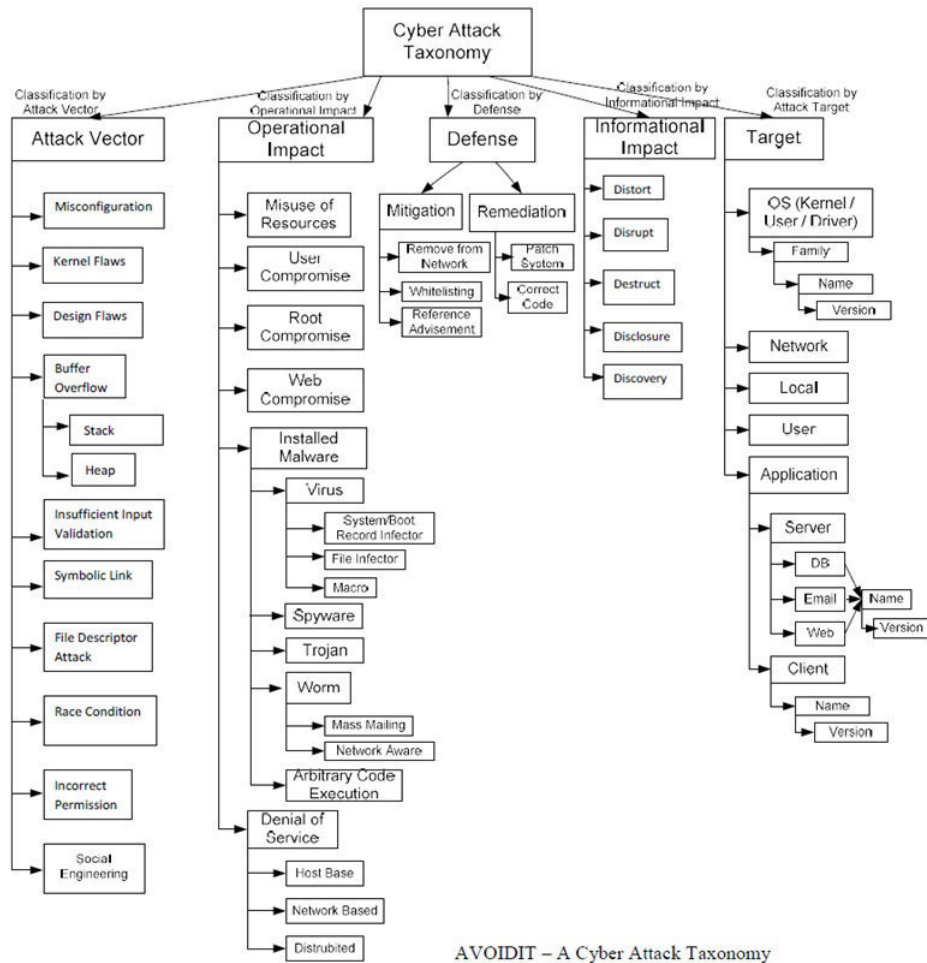 Cyber Attack
Taxonomy
Classification by
Attack Vector
Classification by
Operational Impact
Classification by
Defense
Classification by
Informational Impact
Classification by
Attack Target
Attack Vector
Misconfiguration
Kernel Flaws
Design Flaws
Buffer
Overflow
Stack
Heap
Insufficient Input
Validation
Symbolic Link
File Descriptor
Attack
Race Condition
Incorrect
Permission
Social
Engineering
Operational
Impact
Misuse of
Resources
User
Compromise
Root
Compromise
Web
Compromise
Installed
Malware
Virus
System/Boot
Record Infector
File Infector
Macro
Spyware
Trojan
Worm
Mass Mailing
Network Aware
Arbitrary Code
Execution
Denial of
Service
Host Base
Network Based
Distrubited
Defense
Mitigation
Remove from
Network
Whitelisting
Reference
Advisement
Remediation
Patch
System
Correct
Code
Informational
Impact
Distort
Disrupt
Destruct
Disclosure
Discovery
Target
OS (Kernel /
User / Driver)
Family
Name
Version
Network
Local
User
Application
Server
DB
Email
Web
Name
Version
Client
Name
Version
AVOIDIT – A Cyber Attack Taxonomy